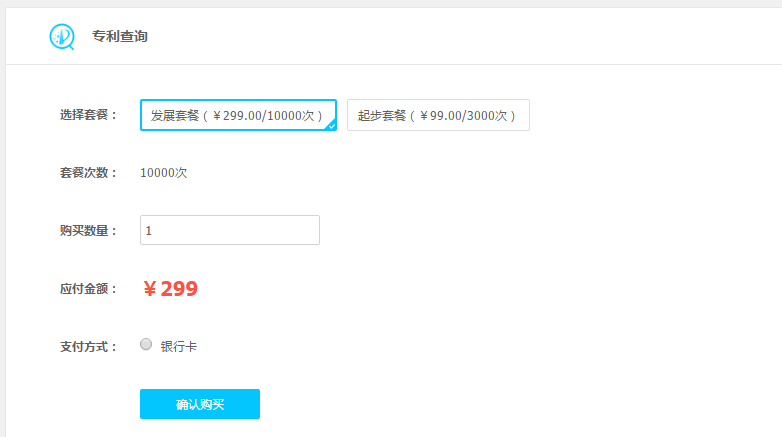 专利查询
选择套餐： 发展套餐（￥299.00/10000次） 起步套餐（￥99.00/3000次）
套餐次数： 10000次
购买数量： 1
应付金额： ￥299
支付方式： 银行卡
确认购买